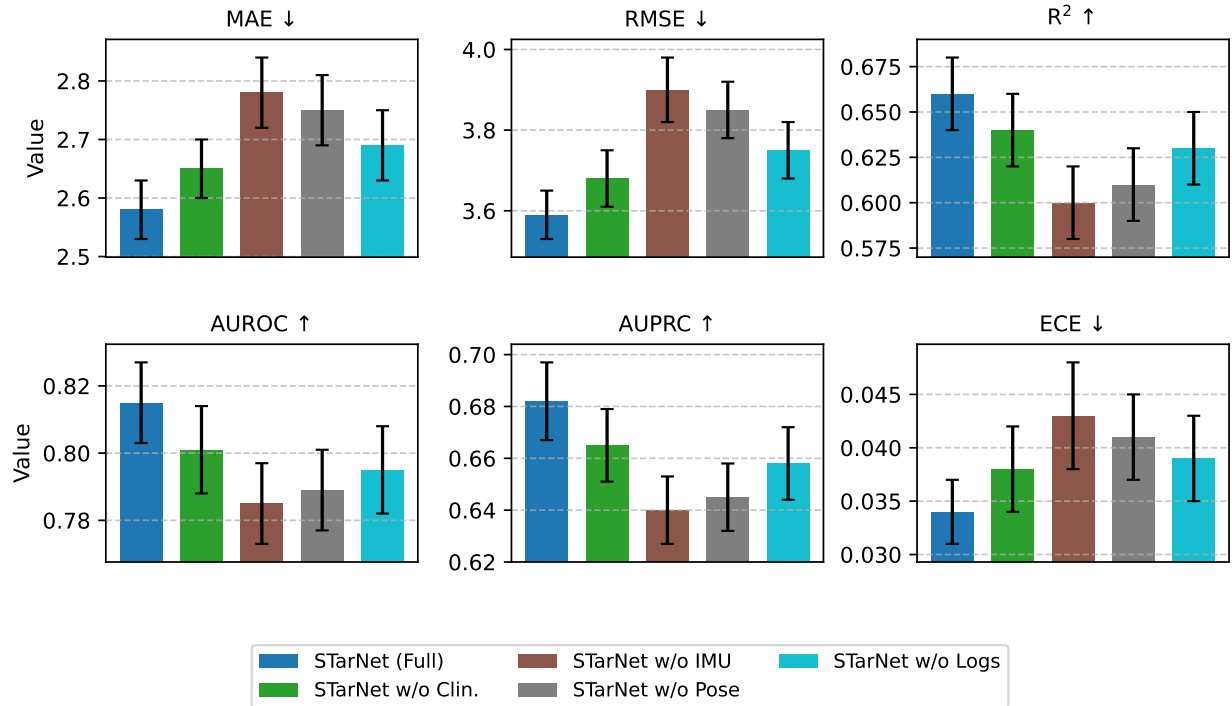 MAE ↓
RMSE ↓
R² ↑
Value
2.8
2.7
2.6
2.5
4.0
3.8
3.6
0.675
0.650
0.625
0.600
0.575
AUROC ↑
AUPRC ↑
ECE ↓
Value
0.82
0.80
0.78
0.70
0.68
0.66
0.64
0.62
0.045
0.040
0.035
0.030
STarNet (Full)
STarNet w/o Clin.
STarNet w/o IMU
STarNet w/o Pose
STarNet w/o Logs